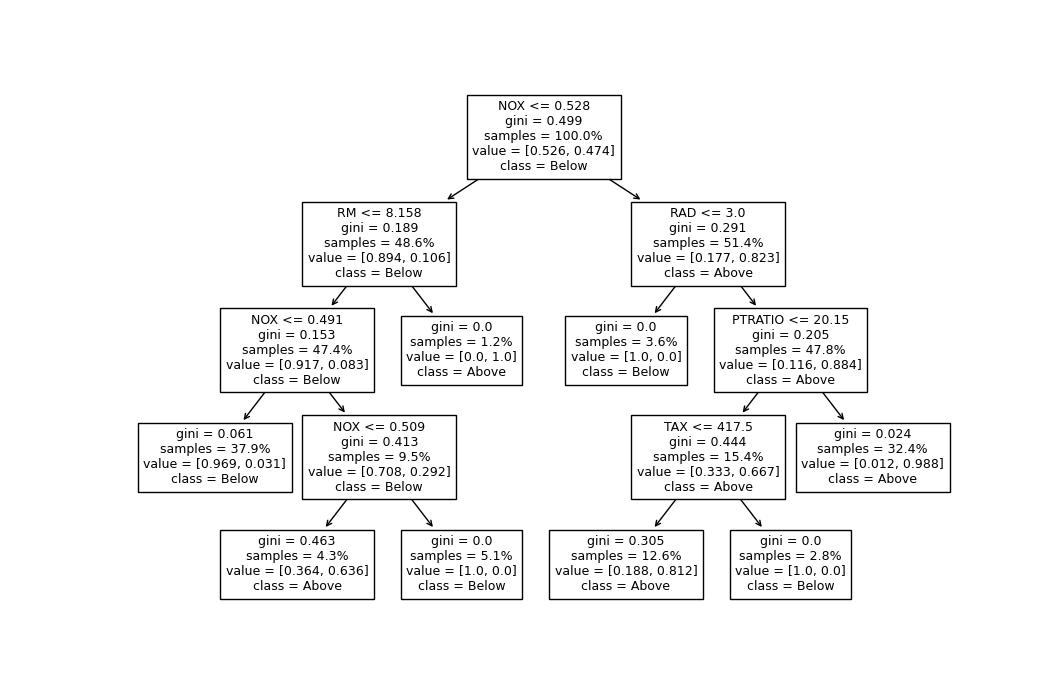 NOX <= 0.528
gini = 0.499
samples = 100.0%
value = [0.526, 0.474]
class = Below
RM <= 8.158
gini = 0.189
samples = 48.6%
value = [0.894, 0.106]
class = Below
RAD <= 3.0
gini = 0.291
samples = 51.4%
value = [0.177, 0.823]
class = Above
NOX <= 0.491
gini = 0.153
samples = 47.4%
value = [0.917, 0.083]
class = Below
gini = 0.0
samples = 1.2%
value = [0.0, 1.0]
class = Above
gini = 0.0
samples = 3.6%
value = [1.0, 0.0]
class = Below
PTRATIO <= 20.15
gini = 0.205
samples = 47.8%
value = [0.116, 0.884]
class = Above
gini = 0.061
samples = 37.9%
value = [0.969, 0.031]
class = Below
NOX <= 0.509
gini = 0.413
samples = 9.5%
value = [0.708, 0.292]
class = Below
TAX <= 417.5
gini = 0.444
samples = 15.4%
value = [0.333, 0.667]
class = Above
gini = 0.024
samples = 32.4%
value = [0.012, 0.988]
class = Above
gini = 0.463
samples = 4.3%
value = [0.364, 0.636]
class = Above
gini = 0.0
samples = 5.1%
value = [1.0, 0.0]
class = Below
gini = 0.305
samples = 12.6%
value = [0.188, 0.812]
class = Above
gini = 0.0
samples = 2.8%
value = [1.0, 0.0]
class = Below